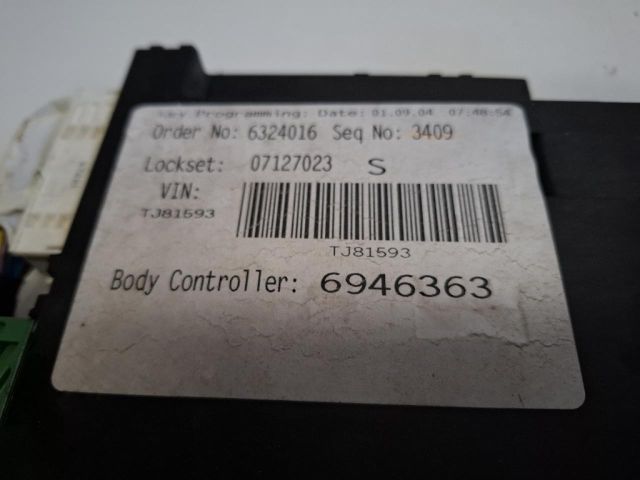 Key Programming: Date: 01.09.04 07:48:54
Order No: 6324016 Seq No: 3409
Lockset: 07127023 S
VIN:
TJ81593
TJ81593
Body Controller: 6946363